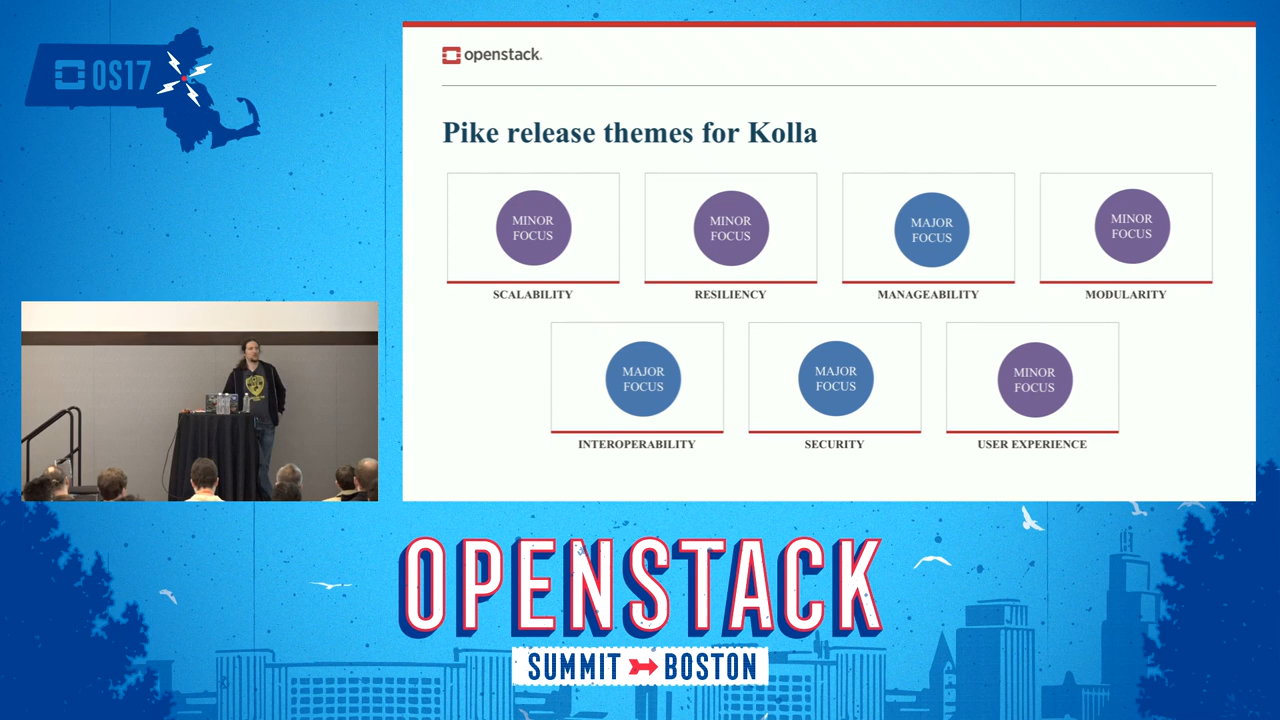 OS17
openstack.
Pike release themes for Kolla
MINOR
FOCUS
MINOR
FOCUS
MAJOR
FOCUS
MINOR
FOCUS
SCALABILITY
RESILIENCY
MANAGEABILITY
MODULARITY
MAJOR
FOCUS
MAJOR
FOCUS
MINOR
FOCUS
INTEROPERABILITY
SECURITY
USER EXPERIENCE
OPENSTACK
SUMMIT BOSTON